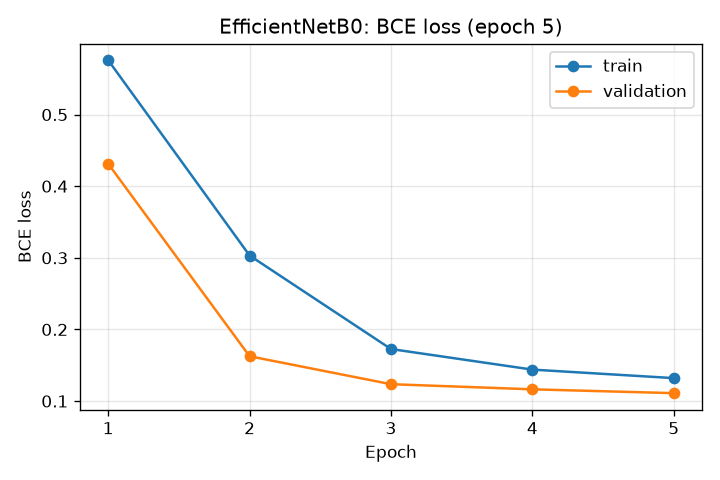 EfficientNetB0: BCE loss (epoch 5)
train
validation
0.5
0.4
0.3
0.2
0.1
BCE loss
1 2 3 4 5
Epoch